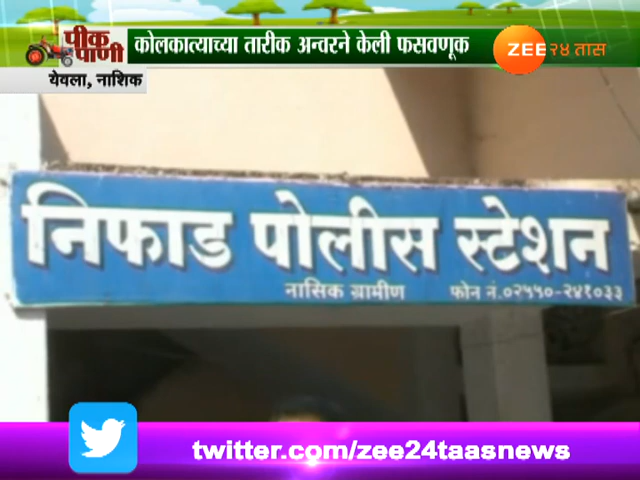 पीक पाणी
कोलकात्याच्या तारीक अन्वरने केली फसवणूक
ZEE २४ तास
येवला, नाशिक
निफाड पोलीस स्टेशन
नासिक ग्रामीण फोन नं.०२५५०-२४१०३३
twitter.com/zee24taasnews